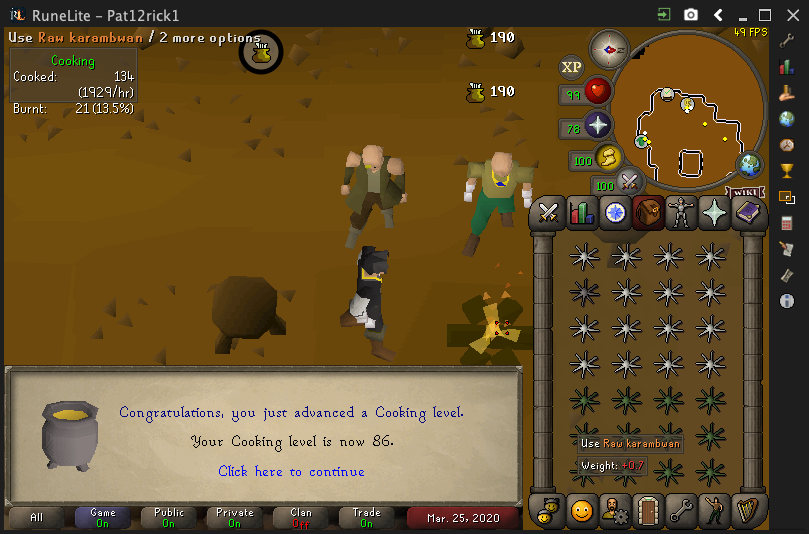 RuneLite - Pat12rick1
Use Raw karambwan / 2 more options
49 FPS
190
Cooking
Cooked: 134
(1929/hr)
Burnt: 21 (13.5%)
190
XP
99
78
100
100
WIKI
Congratulations, you just advanced a Cooking level.
Your Cooking level is now 86.
Click here to continue
Use Raw karambwan
Weight: +0.7
All
Game
On
Public
On
Private
On
Clan
Off
Trade
On
Mar. 25, 2020